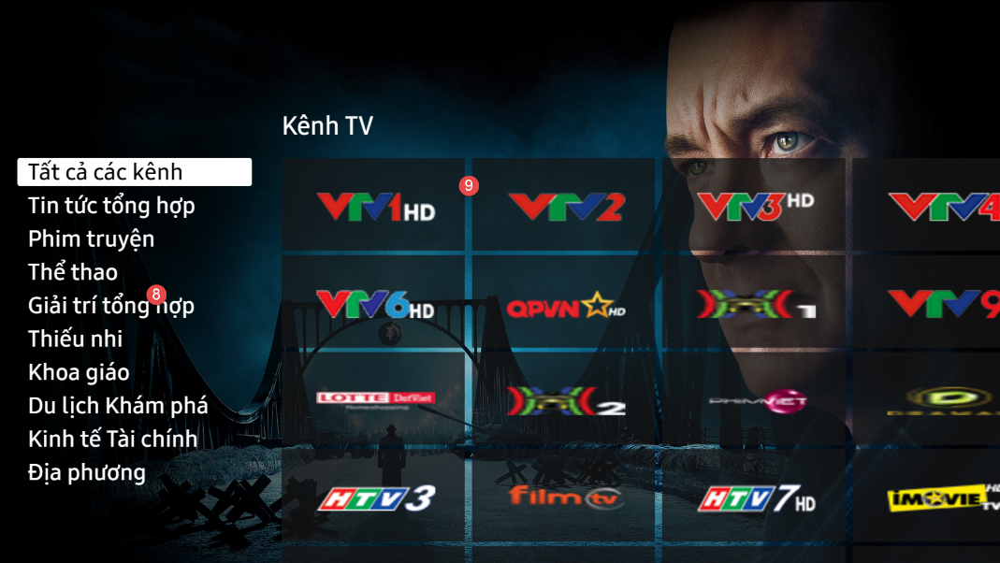 Kênh TV
Tất cả các kênh
Tin tức tổng hợp
Phim truyện
Thể thao
Giải trí tổng hợp
8
Thiếu nhi
Khoa giáo
Du lịch Khám phá
Kinh tế Tài chính
Địa phương
VTV1 HD
9
VTV2
VTV3 HD
VTV4
VTV6 HD
QPVN HD
1
VTV9
LOTTE DatViet
Homeshopping
2
PHIMVIET
HTV3
film tv
HTV7 HD
iMOVIE HD
TV